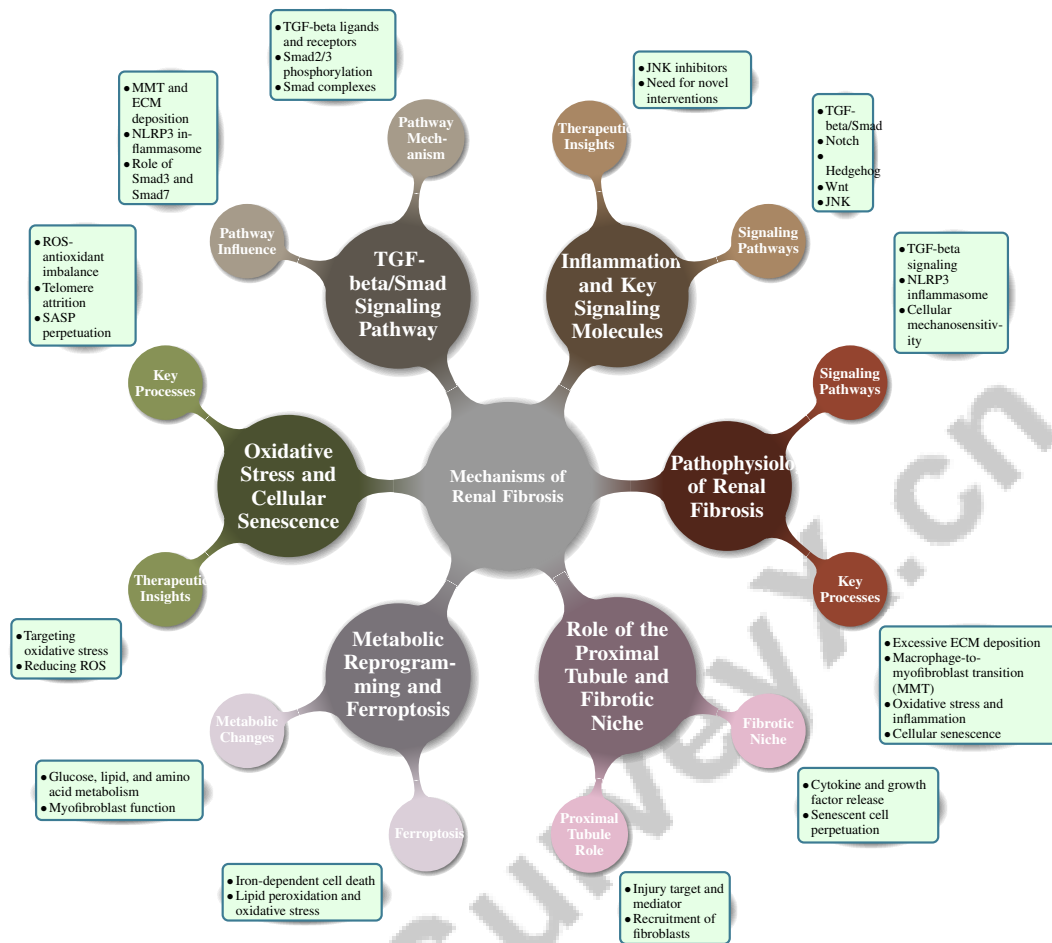 ● TGF-beta ligands
and receptors
● Smad2/3
phosphorylation
● Smad complexes
● MMT and
ECM
deposition
● NLRP3 in-
flammasome
● Role of
Smad3 and
Smad7
● JNK inhibitors
● Need for novel
interventions
● TGF-
beta/Smad
● Notch
●
Hedgehog
● Wnt
● JNK
Pathway
Mech-
anism
Therapeutic
Insights
Pathway
Influence
Signaling
Pathways
● ROS-
antioxidant
imbalance
● Telomere
attrition
● SASP
perpetuation
TGF-
beta/Smad
Signaling
Pathway
Inflammation
and Key
Signaling
Molecules
● TGF-beta
signaling
● NLRP3
inflammasome
● Cellular
mechanosensitiv-
ity
Key
Processes
Signaling
Pathways
Oxidative
Stress and
Cellular
Senescence
Mechanisms of
Renal Fibrosis
Pathophysiolo
of Renal
Fibrosis
Therapeutic
Insights
Key
Processes
● Targeting
oxidative stress
● Reducing ROS
Metabolic
Reprogram-
ming and
Ferroptosis
Role of the
Proximal
Tubule and
Fibrotic
Niche
● Excessive ECM deposition
● Macrophage-to-
myofibroblast transition
(MMT)
● Oxidative stress and
inflammation
● Cellular senescence
Metabolic
Changes
Fibrotic
Niche
● Glucose, lipid, and amino
acid metabolism
● Myofibroblast function
● Cytokine and growth
factor release
● Senescent cell
perpetuation
Ferroptosis
Proximal
Tubule
Role
● Iron-dependent cell death
● Lipid peroxidation and
oxidative stress
● Injury target and
mediator
● Recruitment of
fibroblasts
surveyx.cn